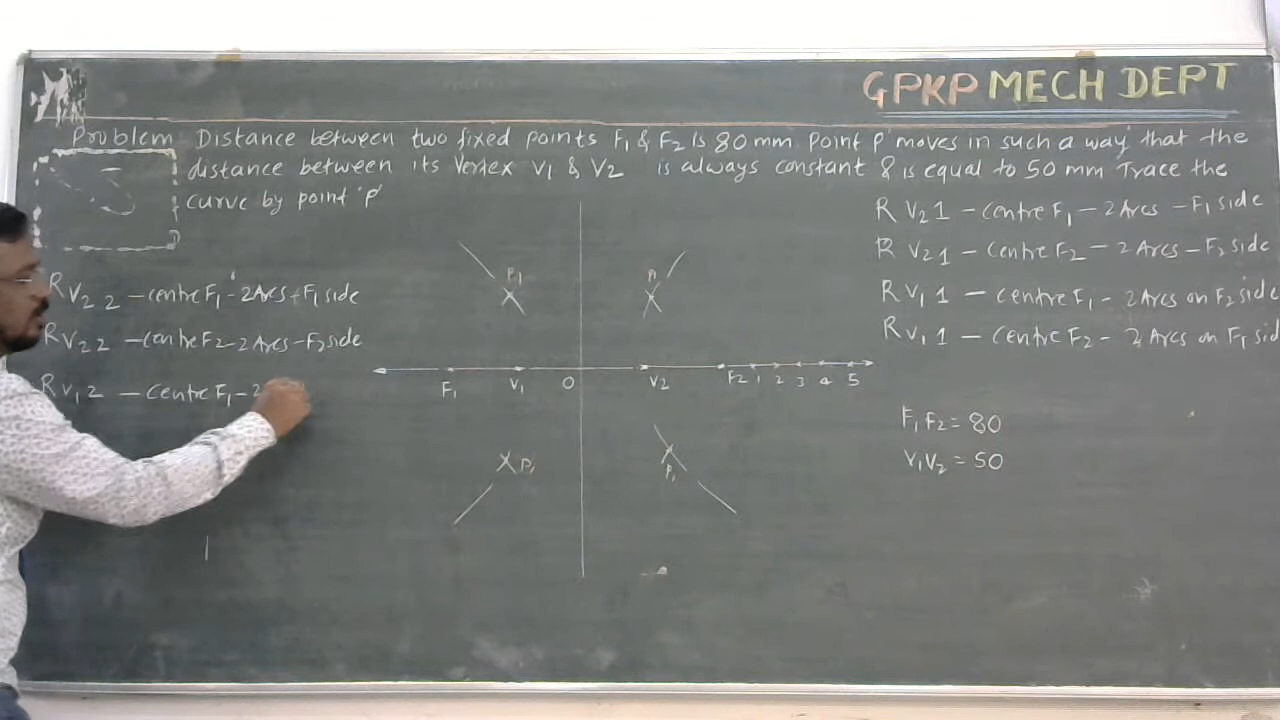 GPKP MECH DEPT
Problem Distance between two fixed points F1 & F2 is 80 mm Point P moves in such a way that the
distance between its Vertex V1 & V2 is always constant & is equal to 50 mm Trace the
curve by point 'P'
R V2 1 - centre F1 - 2 Arcs - F1 side
R V2 1 - centre F2 - 2 Arcs - F2 side
R V1 1 - centre F1 - 2 Arcs on F2 side
R V1 1 - centre F2 - 2 Arcs on F1 sid
R V2 2 - centre F1 - 2 Arcs - F1 side
R V2 2 - centre F2 - 2 Arcs - F2 side
R V1 2 - centre F1 - 2
P1 P1
F1 V1 O V2 F2 1 2 3 4 5
P1 P1
F1 F2 = 80
V1 V2 = 50